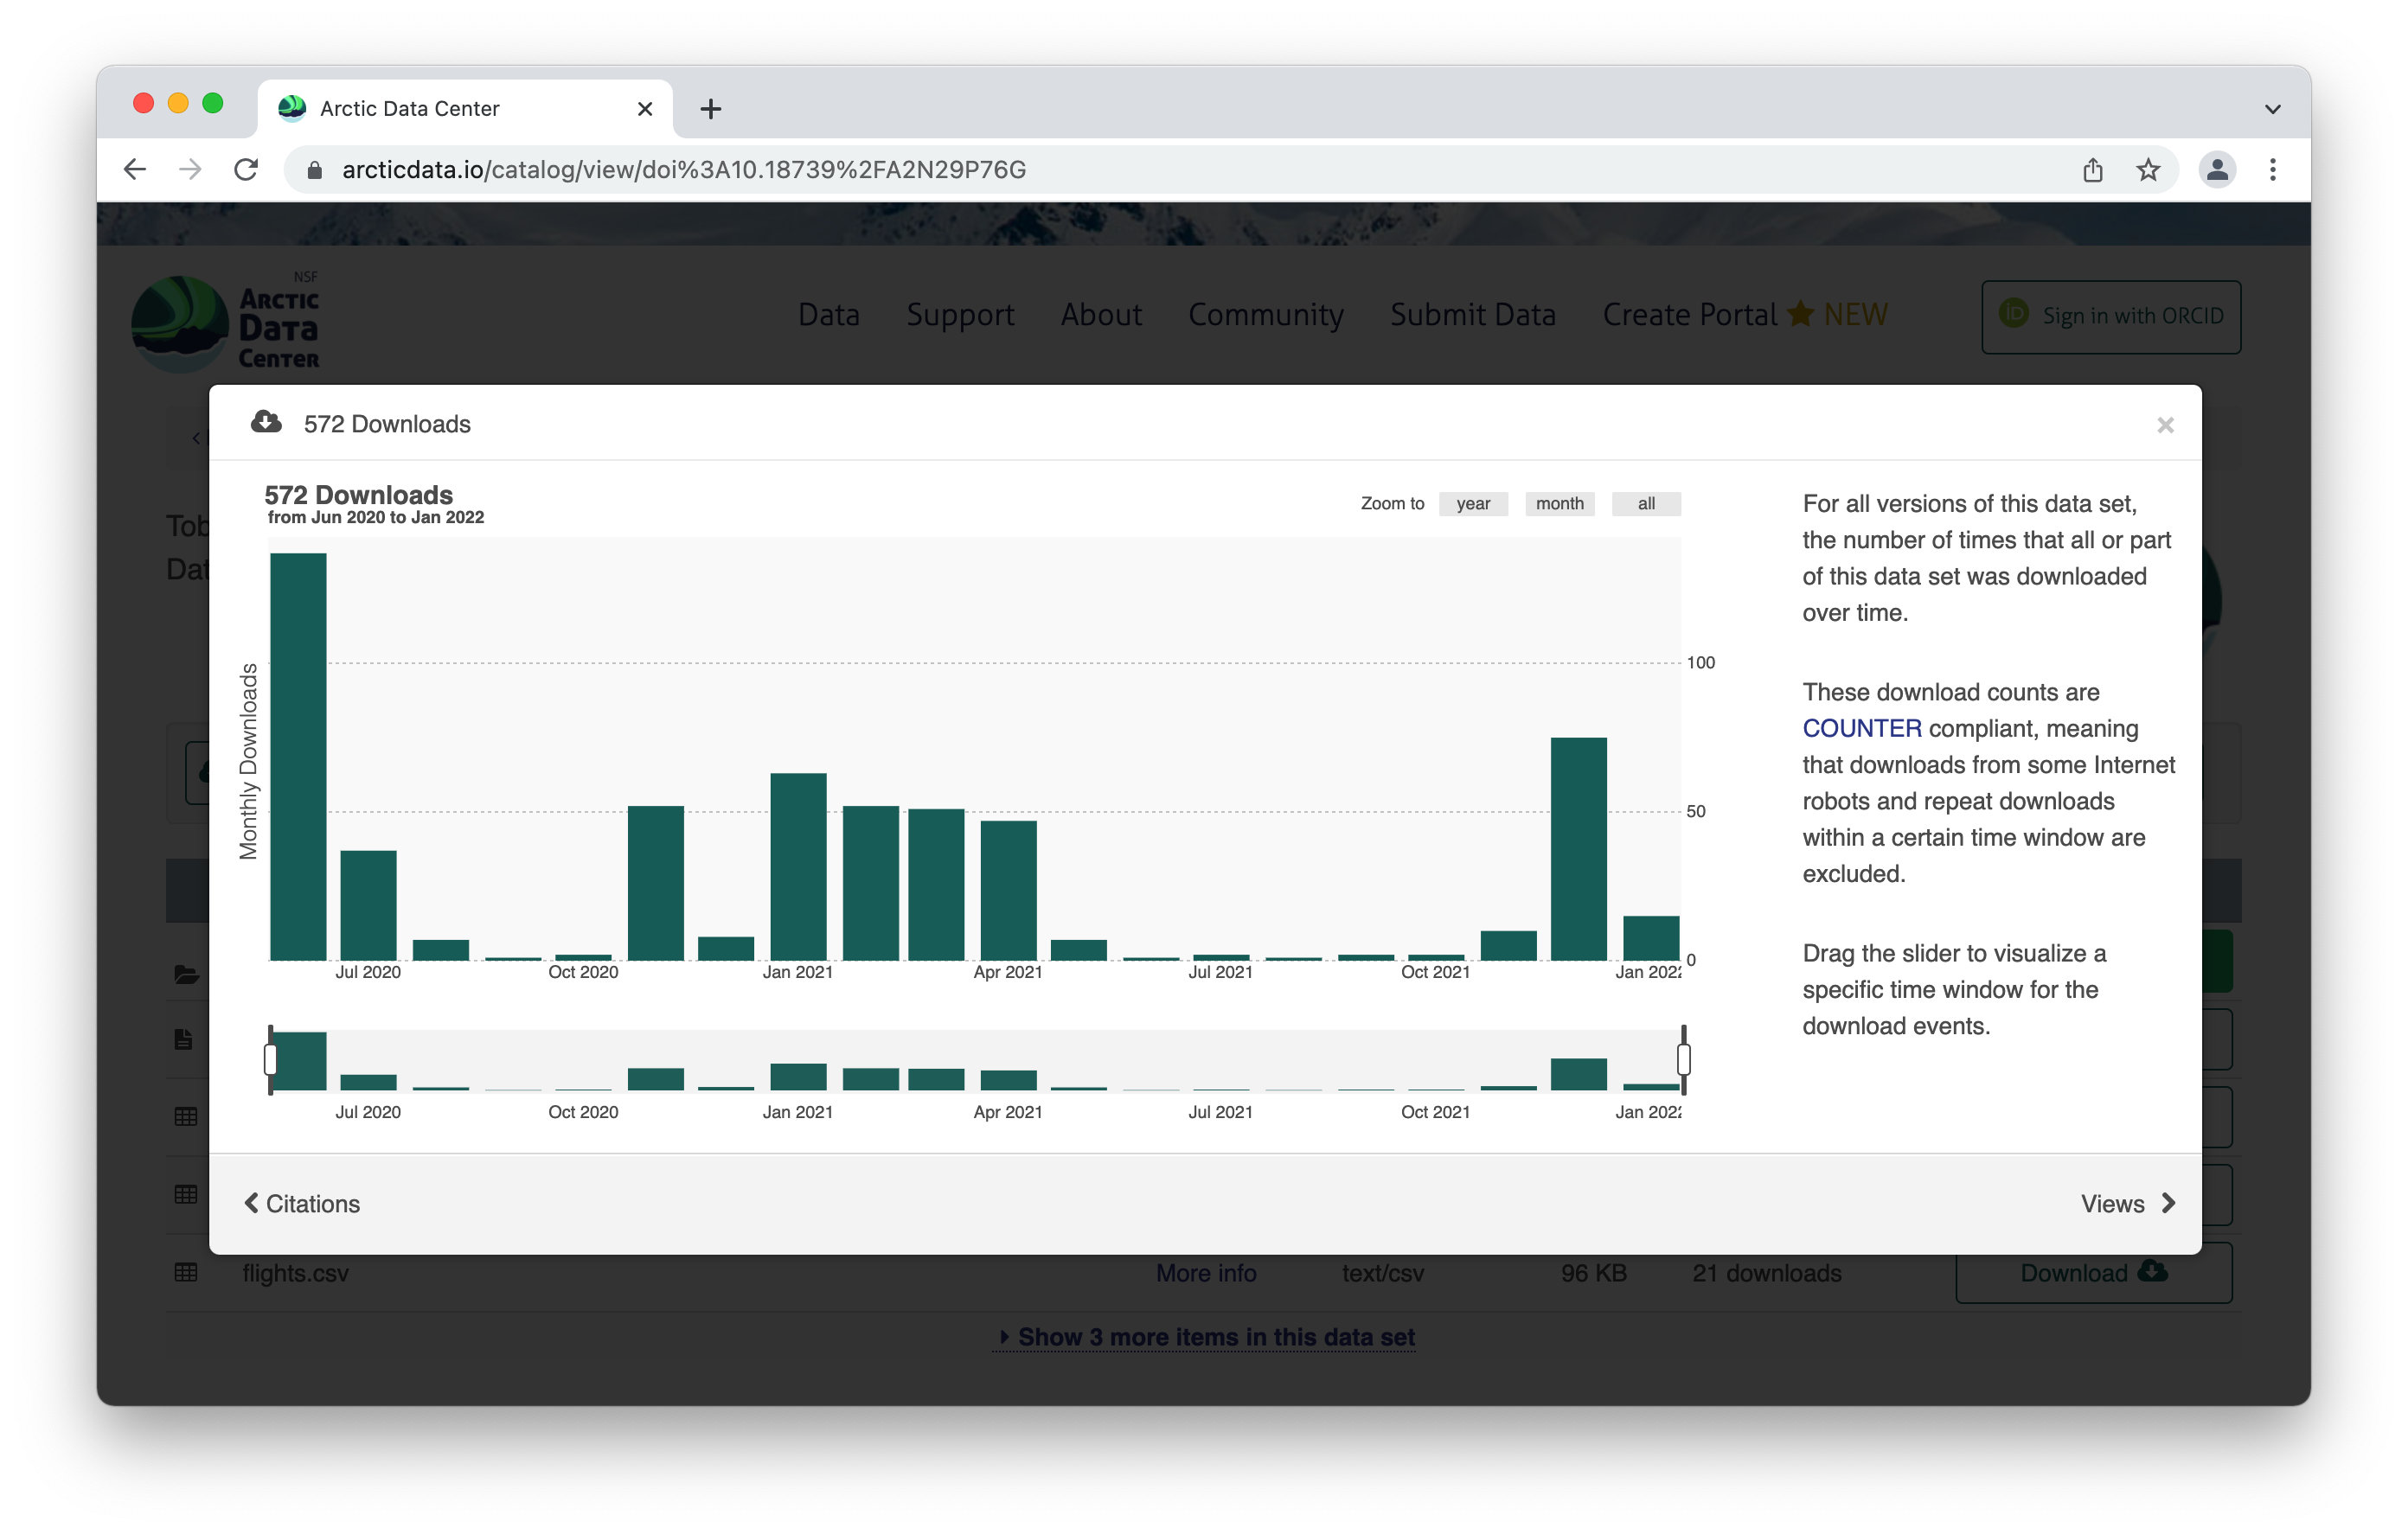 Arctic Data Center
arcticdata.io/catalog/view/doi%3A10.18739%2FA2N29P76G
NSF
ARCTIC
DATA
CENTER
Data
Support
About
Community
Submit Data
Create Portal
NEW
iD Sign in with ORCID
572 Downloads
572 Downloads
from Jun 2020 to Jan 2022
Zoom to
year
month
all
Monthly Downloads
100
50
0
Jul 2020
Oct 2020
Jan 2021
Apr 2021
Jul 2021
Oct 2021
Jan 2022
Jul 2020
Oct 2020
Jan 2021
Apr 2021
Jul 2021
Oct 2021
Jan 2022
For all versions of this data set,
the number of times that all or part
of this data set was downloaded
over time.
These download counts are
COUNTER compliant, meaning
that downloads from some Internet
robots and repeat downloads
within a certain time window are
excluded.
Drag the slider to visualize a
specific time window for the
download events.
Citations
Views
flights.csv
More info
text/csv
96 KB
21 downloads
Download
Show 3 more items in this data set